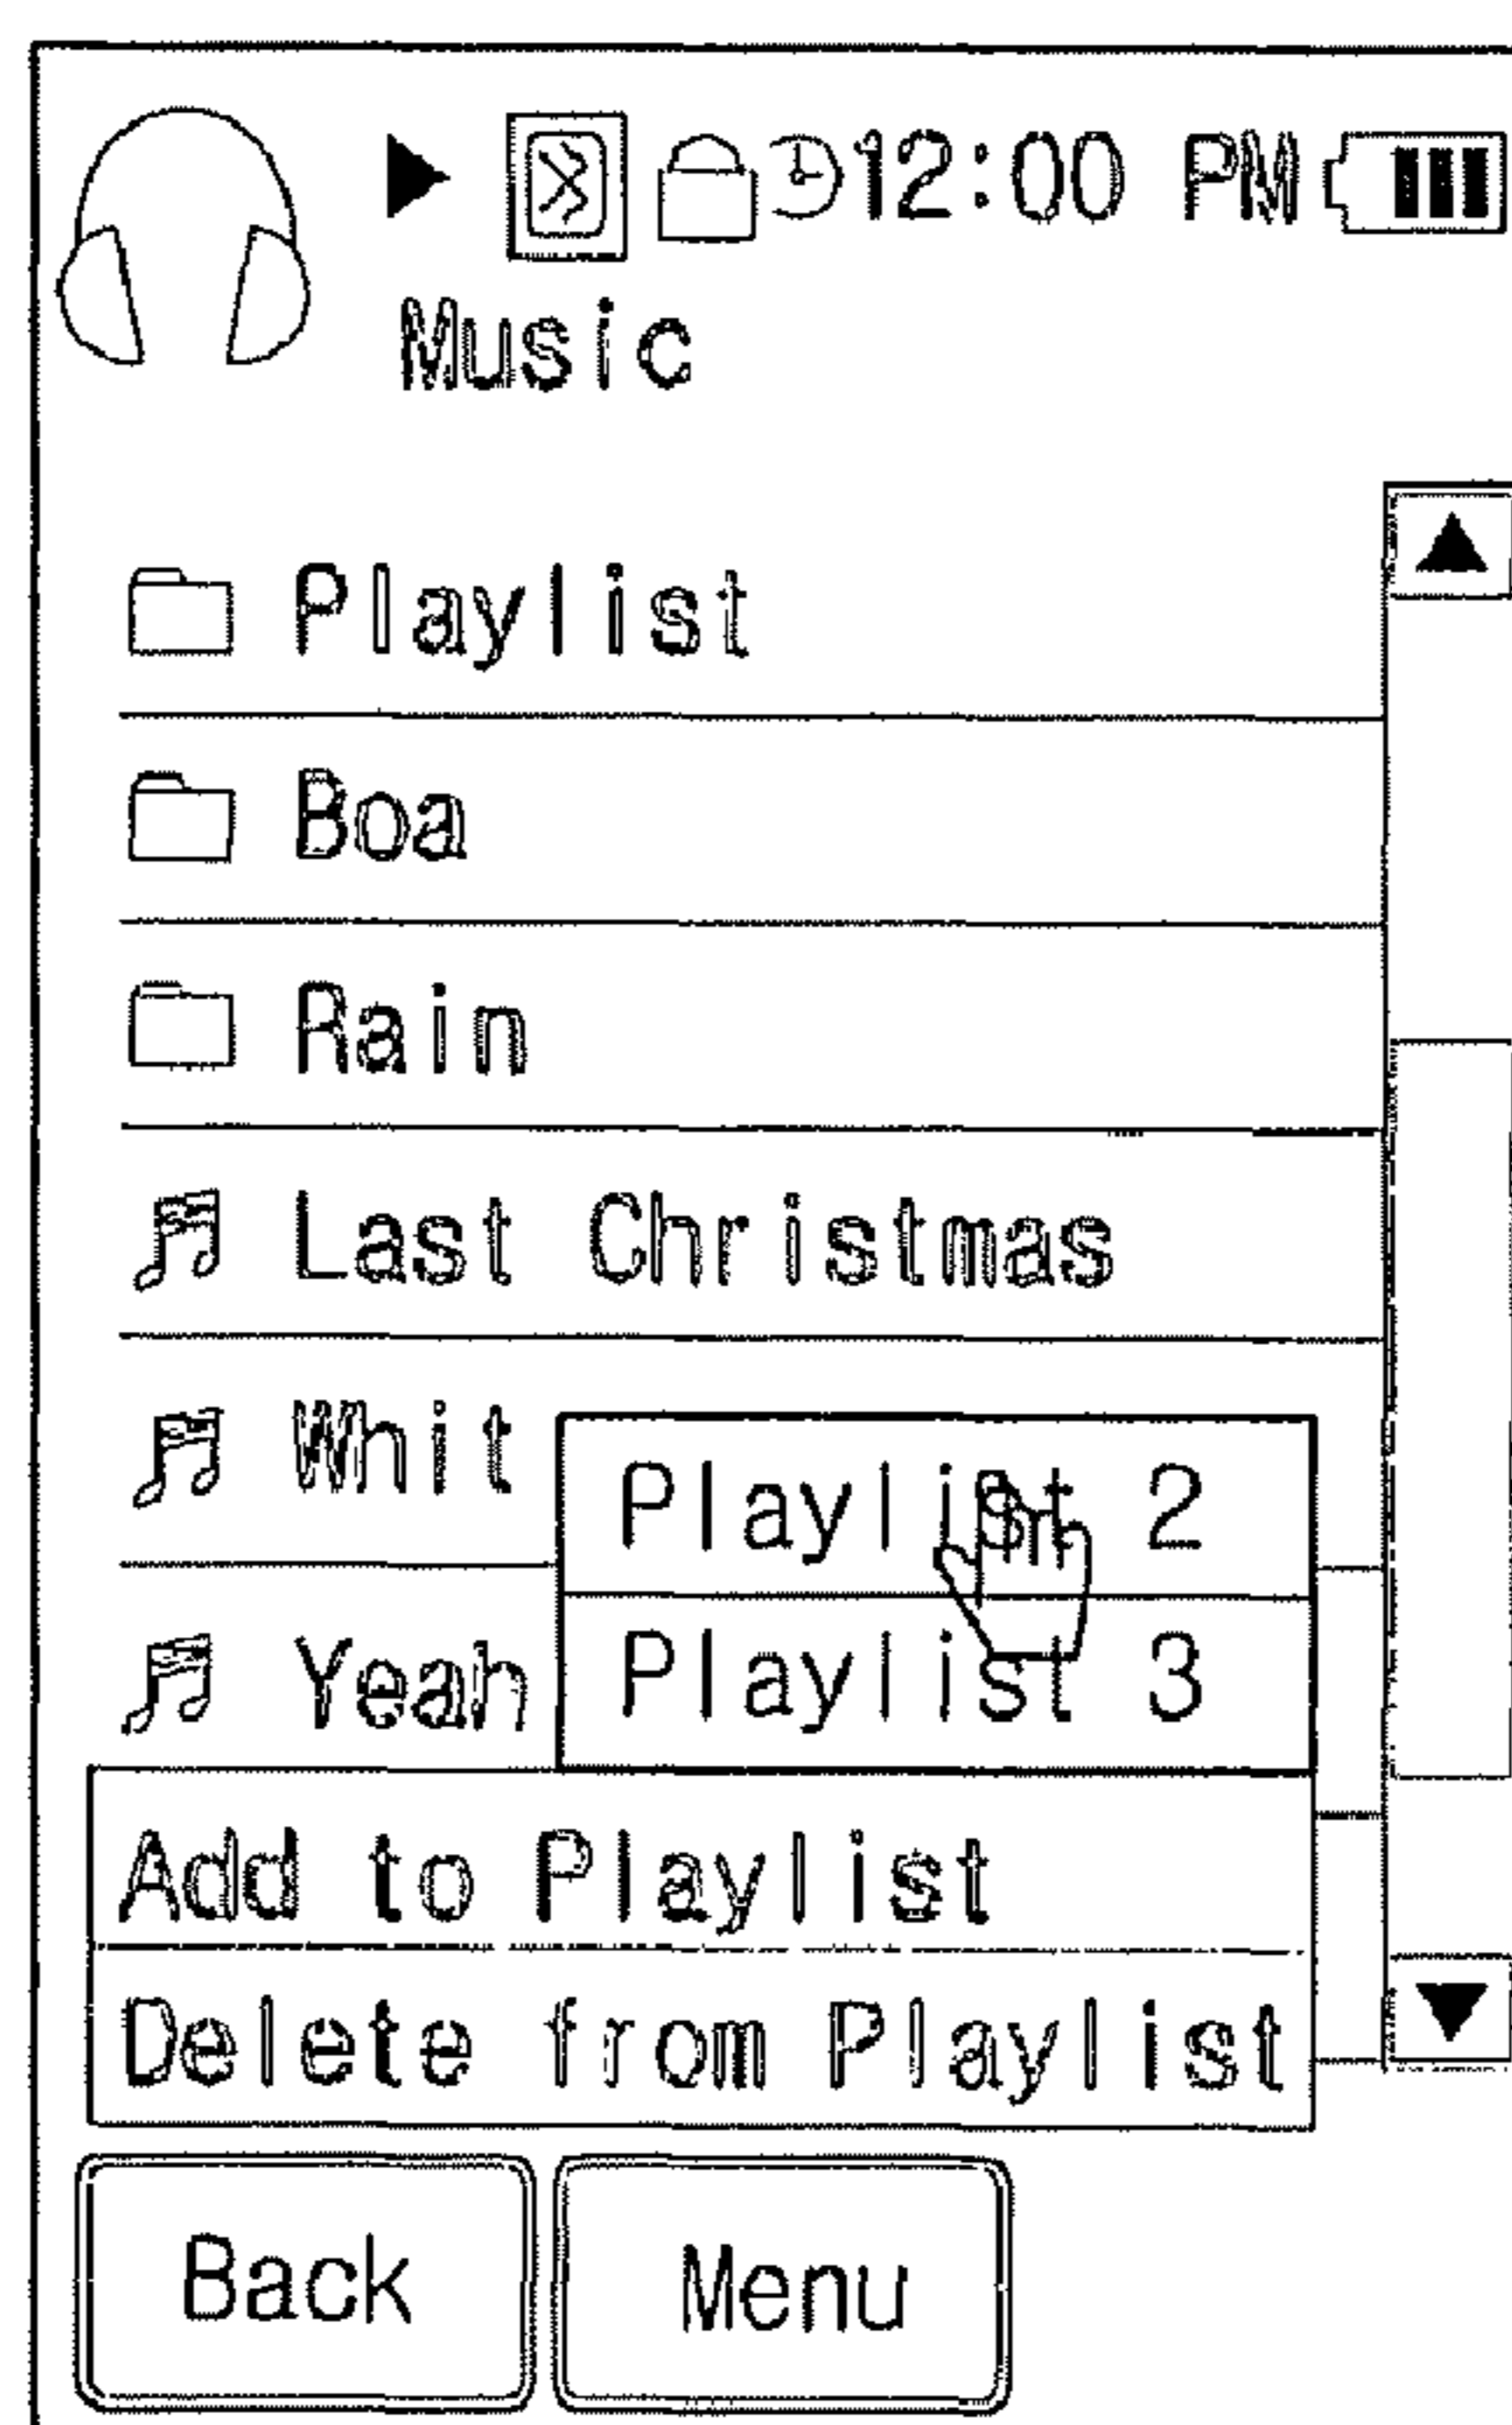 12:00 PM
Music
Playlist
Boa
Rain
Last Christmas
Whit
Playlist 2
Yeah
Playlist 3
Add to Playlist
Delete from Playlist
Back
Menu